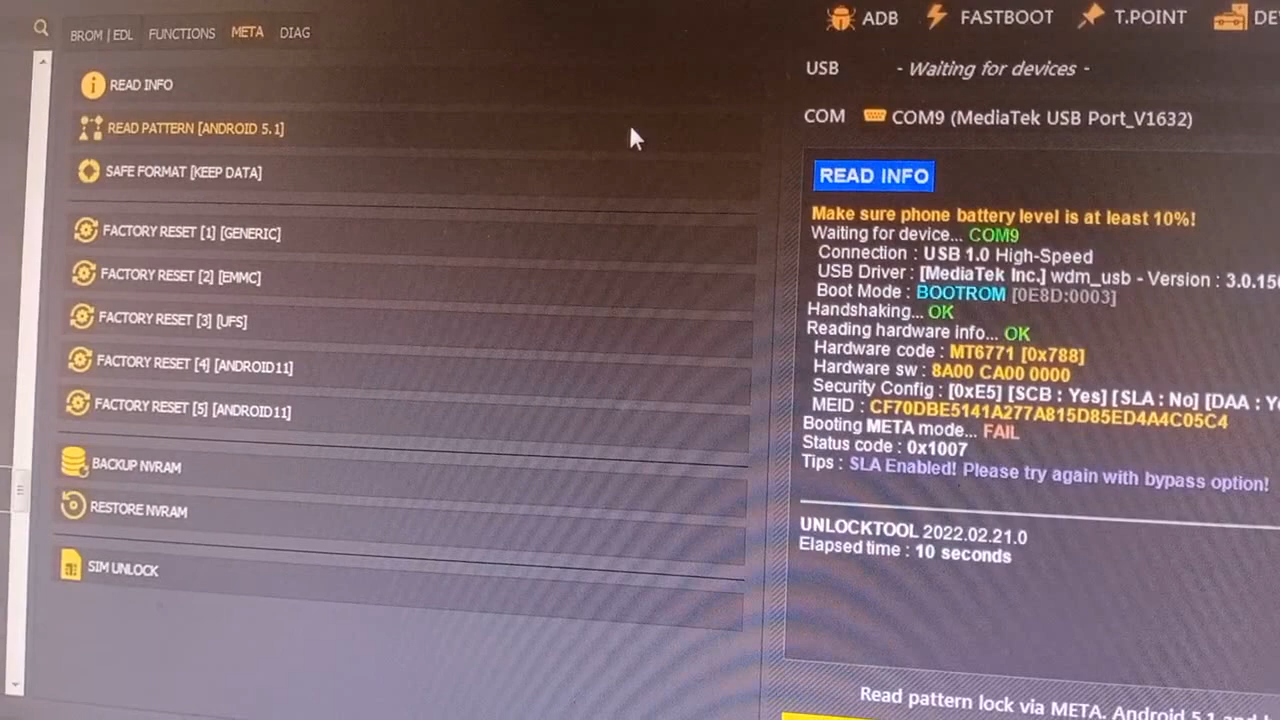 BROM | EDL FUNCTIONS META DIAG
READ INFO
READ PATTERN [ANDROID 5.1]
SAFE FORMAT [KEEP DATA]
FACTORY RESET [1] [GENERIC]
FACTORY RESET [2] [EMMC]
FACTORY RESET [3] [UFS]
FACTORY RESET [4] [ANDROID11]
FACTORY RESET [5] [ANDROID11]
BACKUP NVRAM
RESTORE NVRAM
SIM UNLOCK
ADB FASTBOOT T.POINT
USB - Waiting for devices -
COM COM9 (MediaTek USB Port_V1632)
READ INFO
Make sure phone battery level is at least 10%!
Waiting for device... COM9
Connection : USB 1.0 High-Speed
USB Driver : [MediaTek Inc.] wdm_usb - Version : 3.0.150
Boot Mode : BOOTROM [0E8D:0003]
Handshaking... OK
Reading hardware info... OK
Hardware code : MT6771 [0x788]
Hardware sw : 8A00 CA00 0000
Security Config : [0xE5] [SCB : Yes] [SLA : No] [DAA :
MEID : CF70DBE5141A277A815D85ED4A4C05C4
Booting META mode... FAIL
Status code : 0x1007
Tips : SLA Enabled! Please try again with bypass option!
UNLOCKTOOL 2022.02.21.0
Elapsed time : 10 seconds
Read pattern lock via META. Android 5.1 and